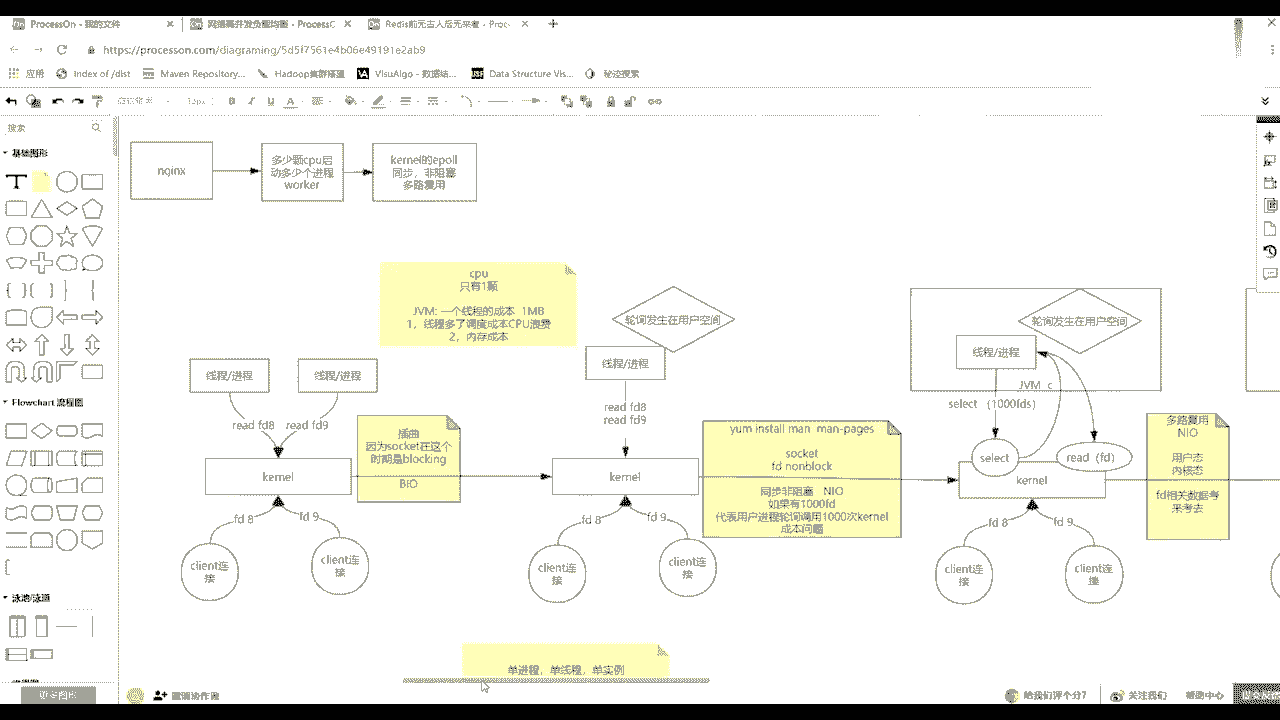 ProcessOn - 我的文件
网络高并发负载均衡 - ProcessC
Redis前无古人后无来者 - Proc
https://processon.com/diagraming/5d5f7561e4b06e49191e2ab9
应用
Index of /dist
Maven Repository...
Hadoop集群搭建
VisuAlgo - 数据结...
Data Structure Vis...
秘迹搜索
搜索
基础图形
Flowchart 流程图
泳池/泳道
nginx
多少颗cpu启
动多少个进程
worker
kernel的epoll
同步，非阻塞
多路复用
cpu
只有1颗
JVM: 一个线程的成本 1MB
1，线程多了调度成本CPU浪费
2，内存成本
轮询发生在用户空间
线程/进程
read fd8
read fd9
线程/进程
线程/进程
read fd8
read fd9
插曲
因为socket在这个
时期是blocking
BIO
kernel
kernel
fd 8
fd 9
client连
接
client连
接
fd 8
fd 9
client连
接
client连
接
yum install man man-pages
socket
fd nonblock
同步非阻塞 NIO
如果有1000fd
代表用户进程轮询调用1000次kernel
成本问题
轮询发生在用户空间
线程/进程
JVM c
select （1000fds）
select
read（fd）
kernel
fd 8
fd 9
client连
接
client连
接
多路复用
NIO
用户态
内核态
fd相关数据考
来考去
单进程，单线程，单实例
更多图形
邀请协作者
给我们评个分?
关注我们
帮助中心